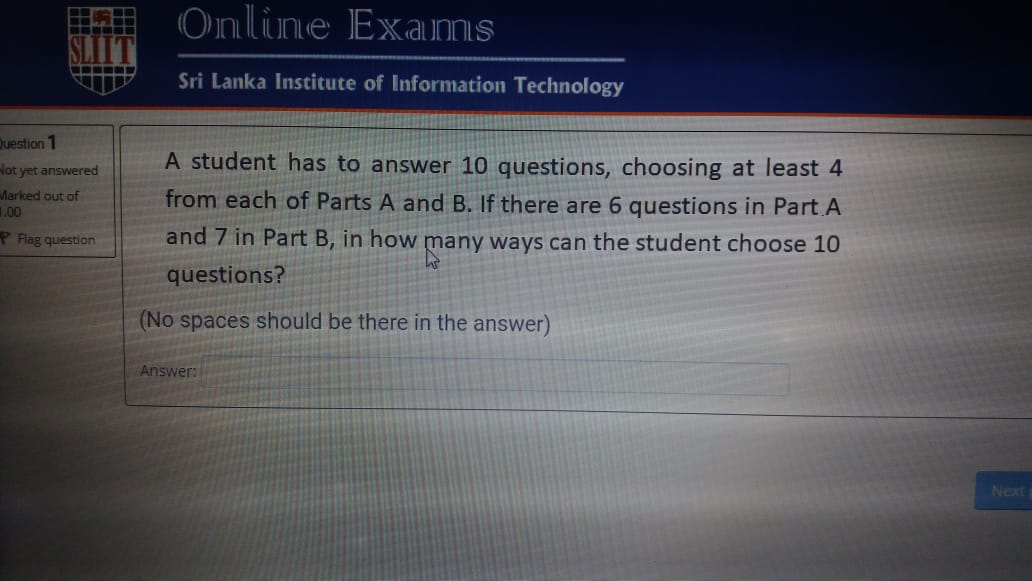 SLIIT
Online Exams
Sri Lanka Institute of Information Technology
Question 1
Not yet answered
Marked out of
1.00
Flag question
A student has to answer 10 questions, choosing at least 4
from each of Parts A and B. If there are 6 questions in Part A
and 7 in Part B, in how many ways can the student choose 10
questions?
(No spaces should be there in the answer)
Answer:
Next